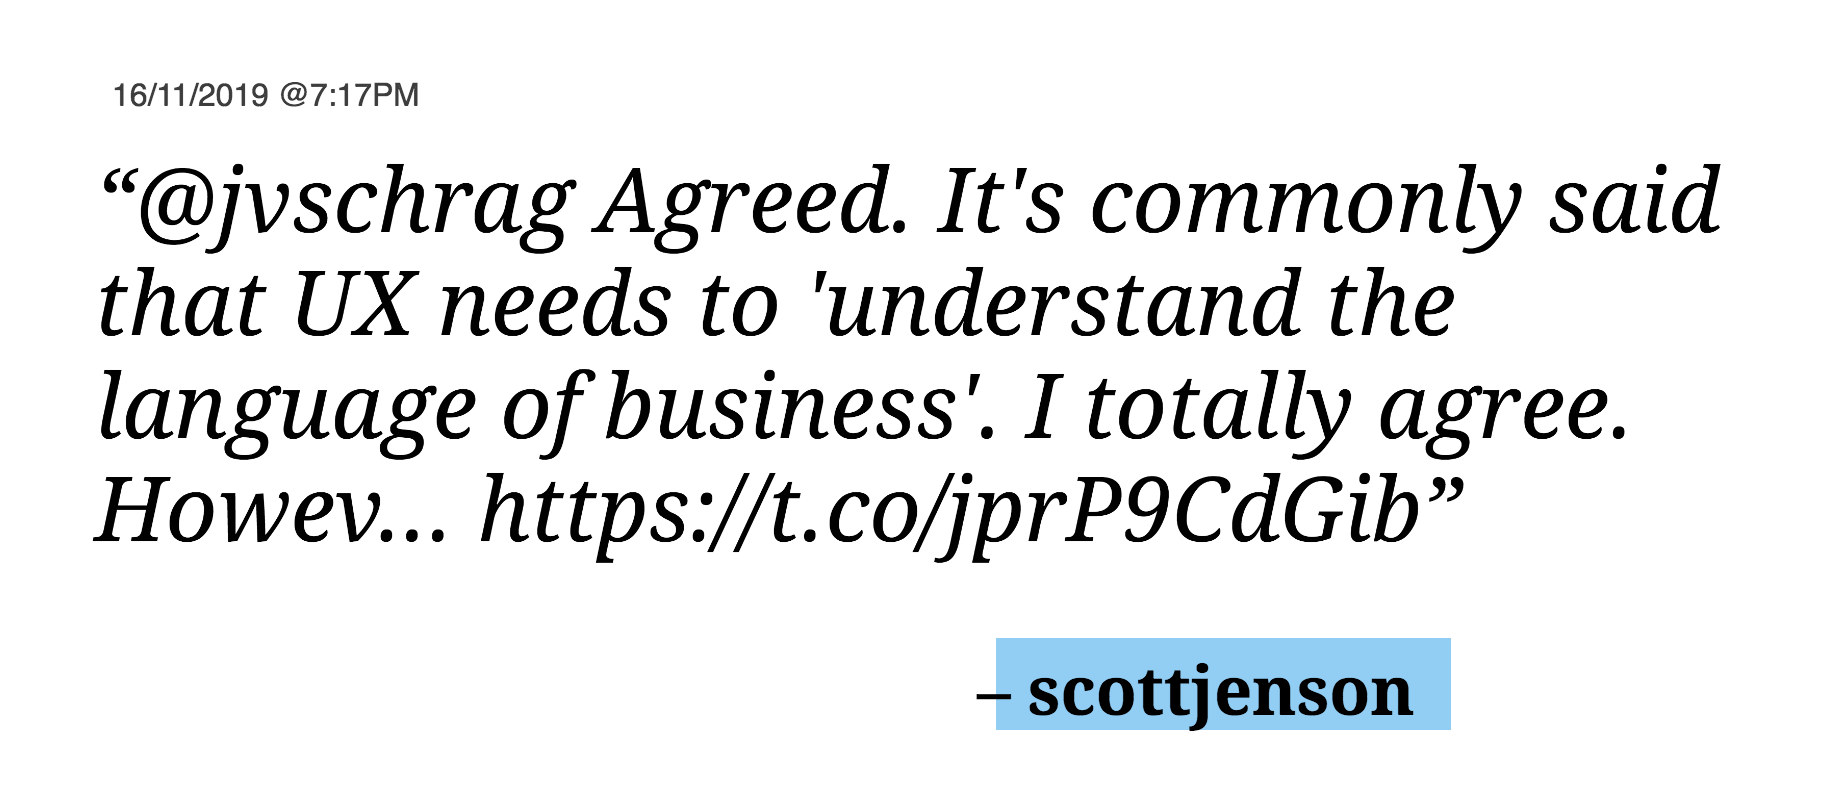 16/11/2019 @7:17PM
“@jvschrag Agreed. It's commonly said
that UX needs to 'understand the
language of business'. I totally agree.
Howev… https://t.co/jprP9CdGib”
– scottjenson